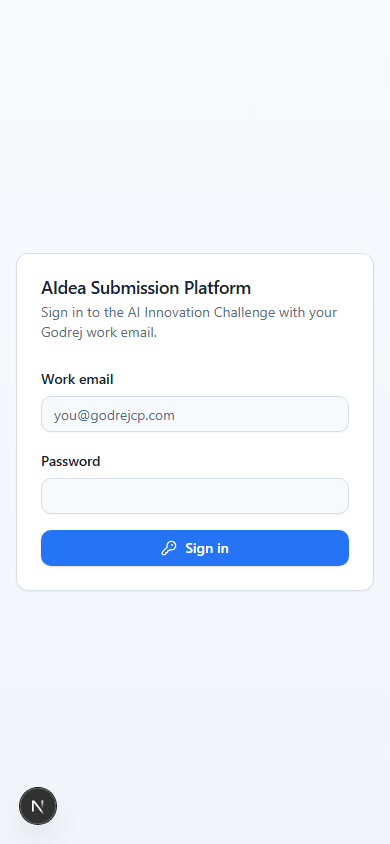 AIdea Submission Platform
Sign in to the AI Innovation Challenge with your
Godrej work email.
Work email
you@godrejcp.com
Password
Sign in
N